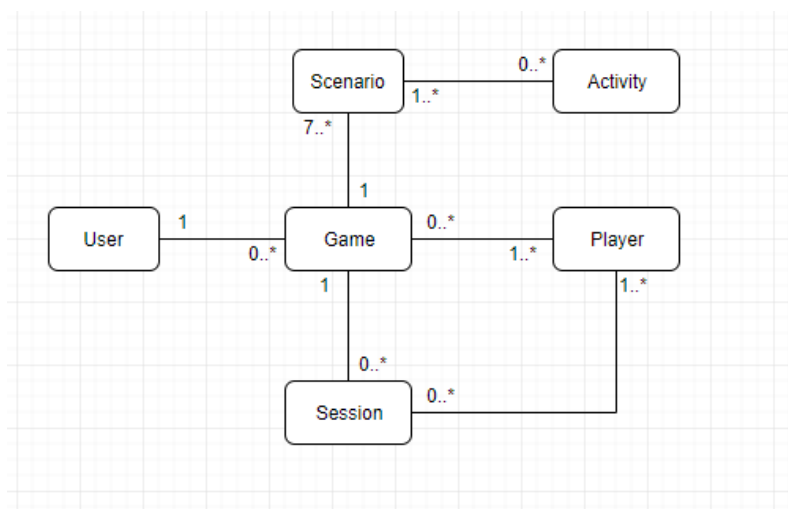 0..*
Scenario
Activity
1..*
7..*
1
1
0..*
User
Game
Player
0..*
1..*
1
1..*
0..*
0..*
Session